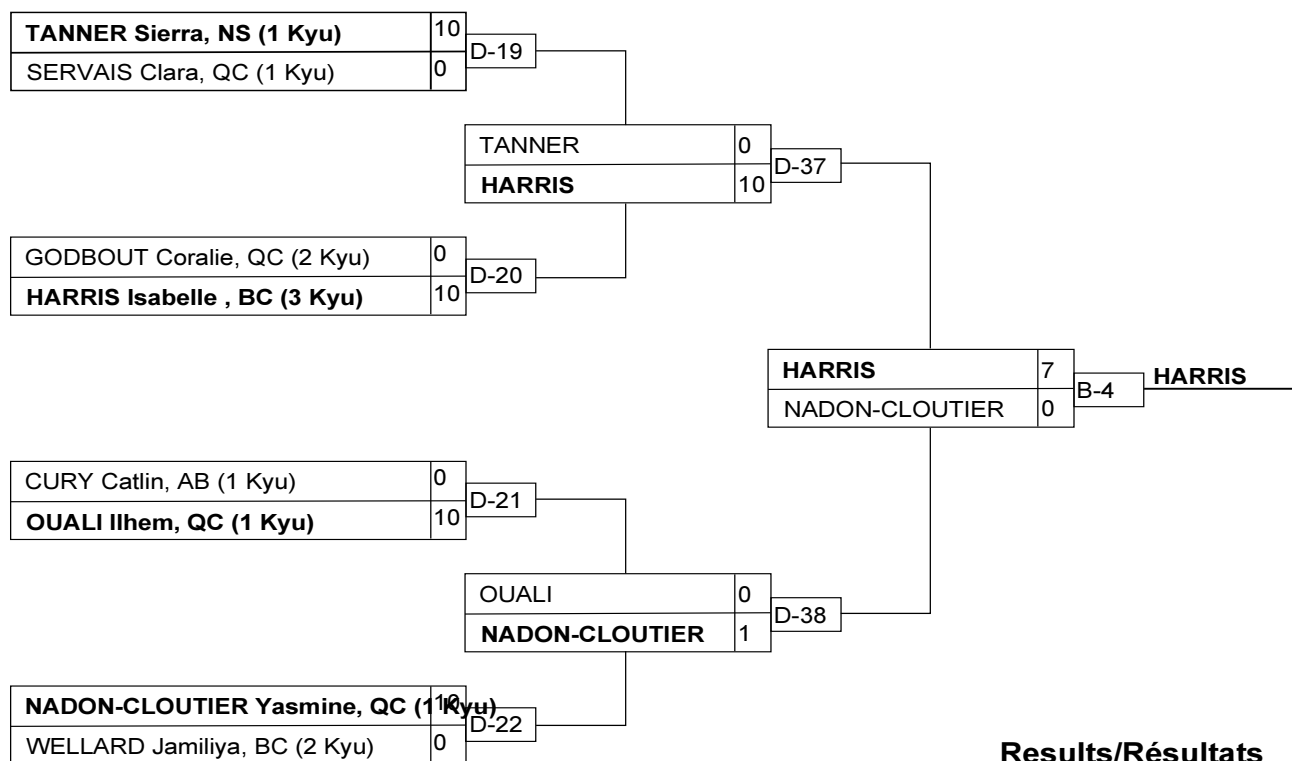 TANNER Sierra, NS (1 Kyu) 10
D-19
SERVAIS Clara, QC (1 Kyu) 0
TANNER 0
D-37
HARRIS 10
GODBOUT Coralie, QC (2 Kyu) 0
D-20
HARRIS Isabelle , BC (3 Kyu) 10
HARRIS 7
B-4
HARRIS
NADON-CLOUTIER 0
CURY Catlin, AB (1 Kyu) 0
D-21
OUALI Ilhem, QC (1 Kyu) 10
OUALI 0
D-38
NADON-CLOUTIER 1
NADON-CLOUTIER Yasmine, QC (1 Kyu) 10
D-22
WELLARD Jamiliya, BC (2 Kyu) 0
Results/Résultats